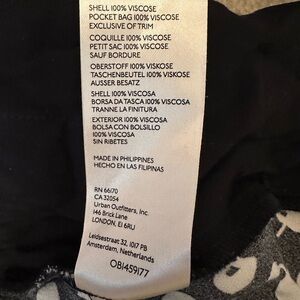 SHELL 100% VISCOSE
POCKET BAG 100% VISCOSE
EXCLUSIVE OF TRIM
COQUILLE 100% VISCOSE
PETIT SAC 100% VISCOSE
SAUF BORDURE
OBERSTOFF 100% VISKOSE
TASCHENBEUTEL 100% VISKOSE
AUSSER BESATZ
SHELL 100% VISCOSA
BORSA DA TASCA 100% VISCOSA
TRANNE LA FINITURA
EXTERIOR 100% VISCOSA
BOLSA CON BOLSILLO
100% VISCOSA
SIN RIBETES
MADE IN PHILIPPINES
HECHO EN LAS FILIPINAS
RN 66170
CA 32054
Urban Outfitters, Inc.
146 Brick Lane
LONDON, E1 6RU
Leidsestraat 32, 1017 PB
Amsterdam, Netherlands
OB1459177